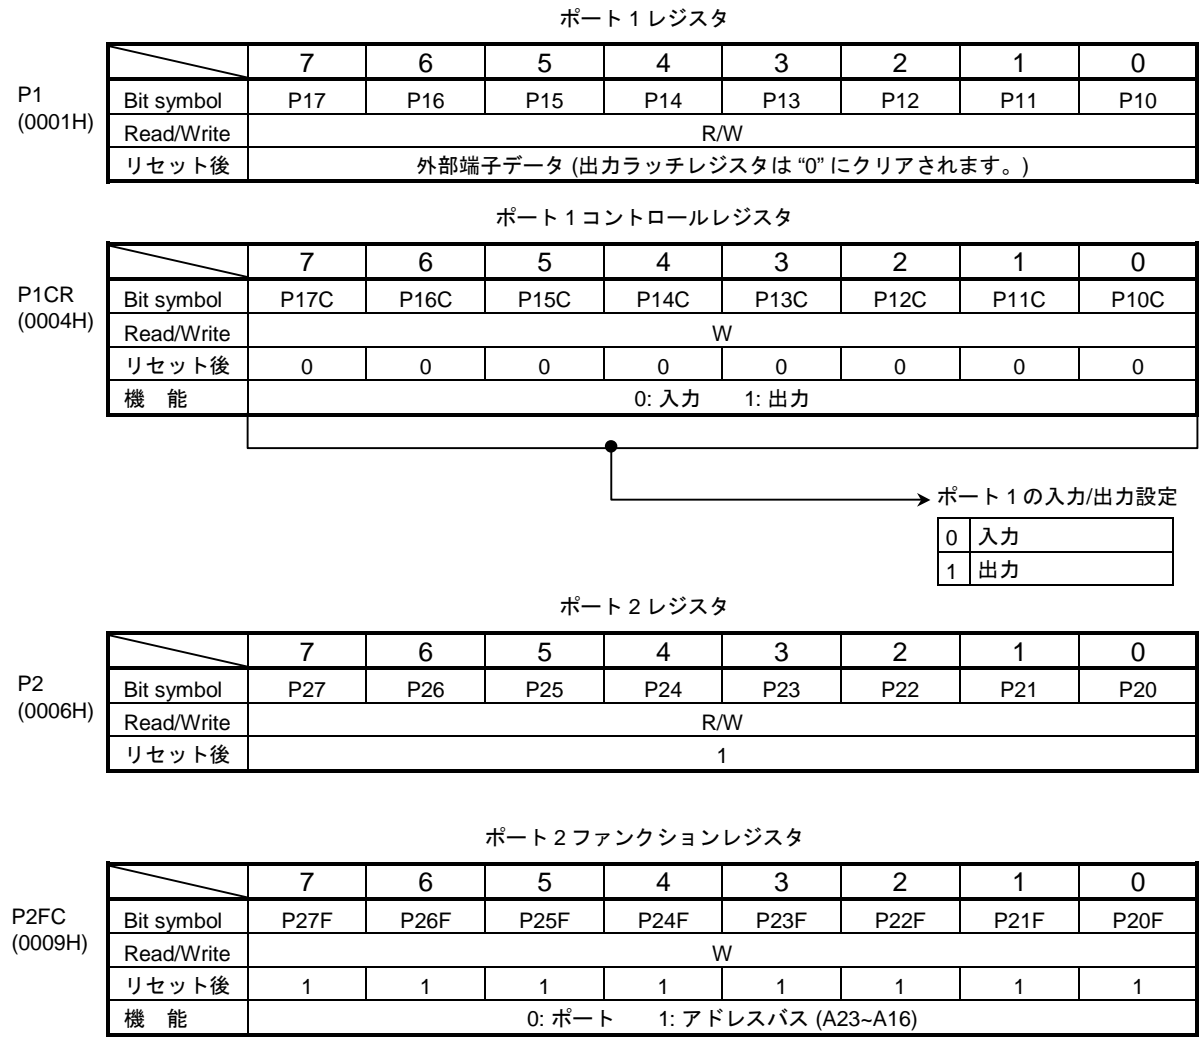 ポート 1 レジスタ
7 6 5 4 3 2 1 0
P1
(0001H)
Bit symbol P17 P16 P15 P14 P13 P12 P11 P10
Read/Write R/W
リセット後 外部端子データ (出力ラッチレジスタは “0” にクリアされます。)
ポート 1 コントロールレジスタ
7 6 5 4 3 2 1 0
P1CR
(0004H)
Bit symbol P17C P16C P15C P14C P13C P12C P11C P10C
Read/Write W
リセット後 0 0 0 0 0 0 0 0
機 能 0: 入力 1: 出力
ポート 1 の入力/出力設定
0 入力
1 出力
ポート 2 レジスタ
7 6 5 4 3 2 1 0
P2
(0006H)
Bit symbol P27 P26 P25 P24 P23 P22 P21 P20
Read/Write R/W
リセット後 1
ポート 2 ファンクションレジスタ
7 6 5 4 3 2 1 0
P2FC
(0009H)
Bit symbol P27F P26F P25F P24F P23F P22F P21F P20F
Read/Write W
リセット後 1 1 1 1 1 1 1 1
機 能 0: ポート 1: アドレスバス (A23~A16)